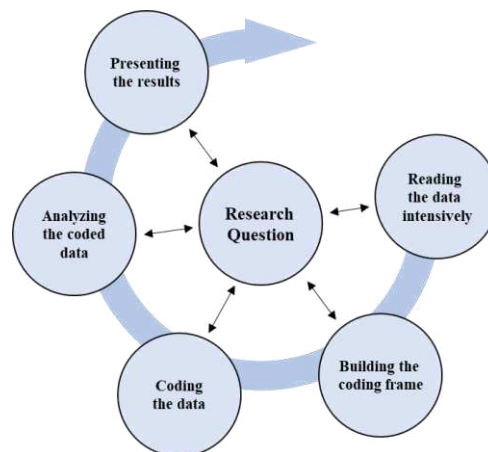 Presenting
the results
Reading
the data
intensively
Research
Question
Analyzing
the coded
data
Building the
coding frame
Coding
the data